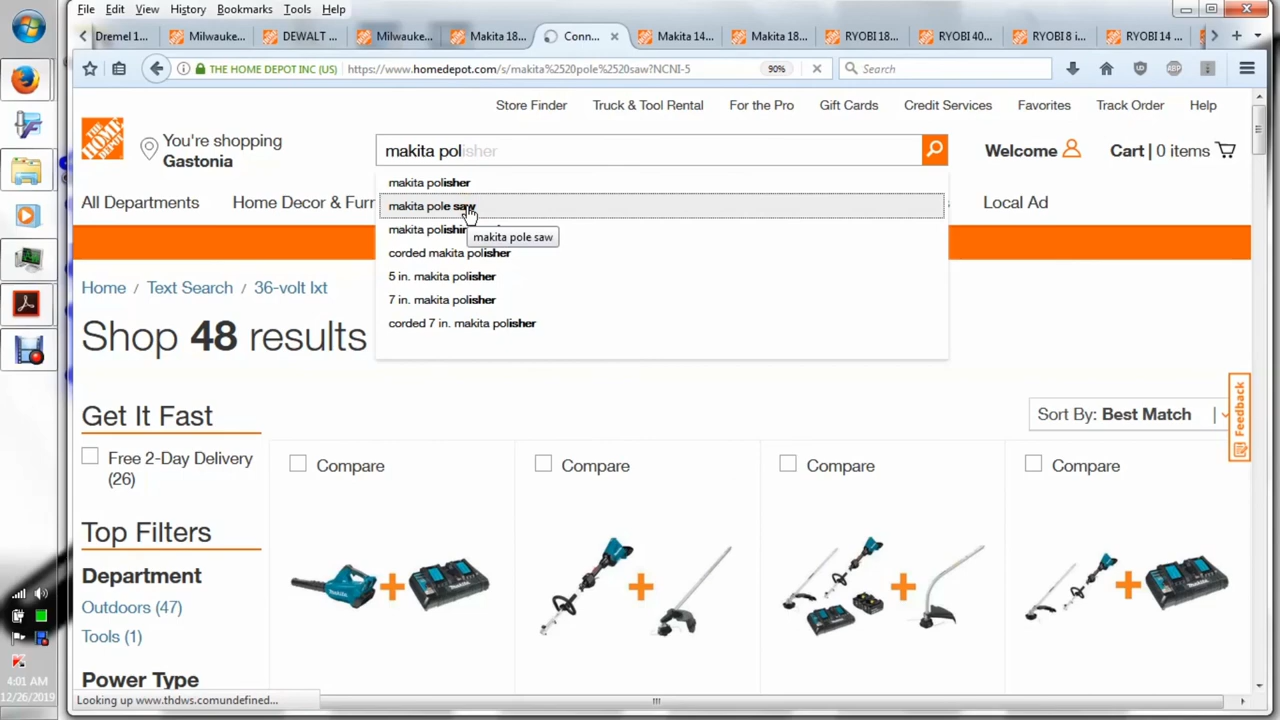 File Edit View History Bookmarks Tools Help
Dremel 1... Milwauke... DEWALT ... Milwauke... Makita 18... Conn... Makita 14... Makita 18... RYOBI 18... RYOBI 40... RYOBI 8 i... RYOBI 14 ...
THE HOME DEPOT INC (US) https://www.homedepot.com/s/makita%2520pole%2520saw?NCNI-5 90% Search
Store Finder Truck & Tool Rental For the Pro Gift Cards Credit Services Favorites Track Order Help
THE HOME DEPOT
You're shopping
Gastonia
makita polisher
Welcome Cart | 0 items
makita polisher
makita pole saw
makita polishin
makita pole saw
corded makita polisher
5 in. makita polisher
7 in. makita polisher
corded 7 in. makita polisher
All Departments Home Decor & Furn Local Ad
Home Text Search 36-volt lxt
Shop 48 results
Feedback
Get It Fast
Sort By: Best Match
Free 2-Day Delivery
(26)
Compare Compare Compare Compare
Top Filters
Department
Outdoors (47)
Tools (1)
Power Type
4:01 AM
12/26/2019
Looking up www.thdws.comundefined...